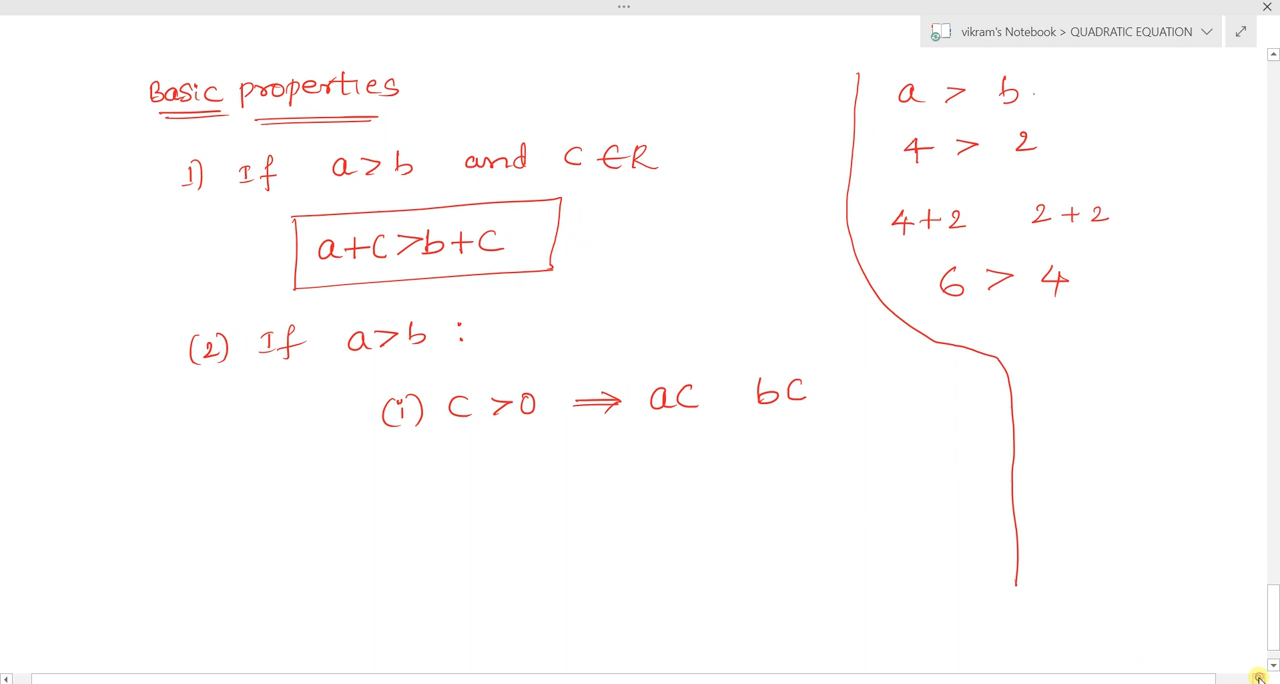 vikram's Notebook > QUADRATIC EQUATION
Basic properties
1) If a>b and C ∈ R
a+c>b+c
(2) If a>b :
(i) c >0 ⇒ ac bc
a > b
4 > 2
4+2 2+2
6 > 4